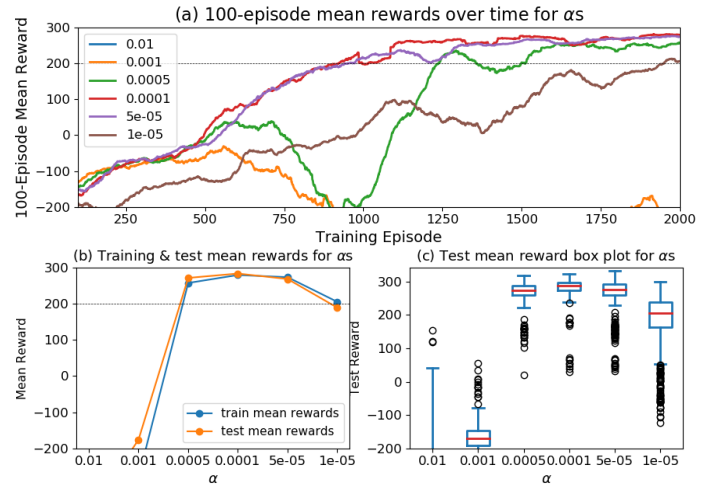 (a) 100-episode mean rewards over time for αs
100-Episode Mean Reward
300
200
100
0
−100
−200
0.01
0.001
0.0005
0.0001
5e-05
1e-05
250
500
750
1000
1250
1500
1750
2000
Training Episode
(b) Training & test mean rewards for αs
Mean Reward
300
200
100
0
−100
−200
train mean rewards
test mean rewards
0.01
0.001
0.0005
0.0001
5e-05
1e-05
α
(c) Test mean reward box plot for αs
Test Reward
300
200
100
0
−100
−200
0.01
0.001
0.0005
0.0001
5e-05
1e-05
α